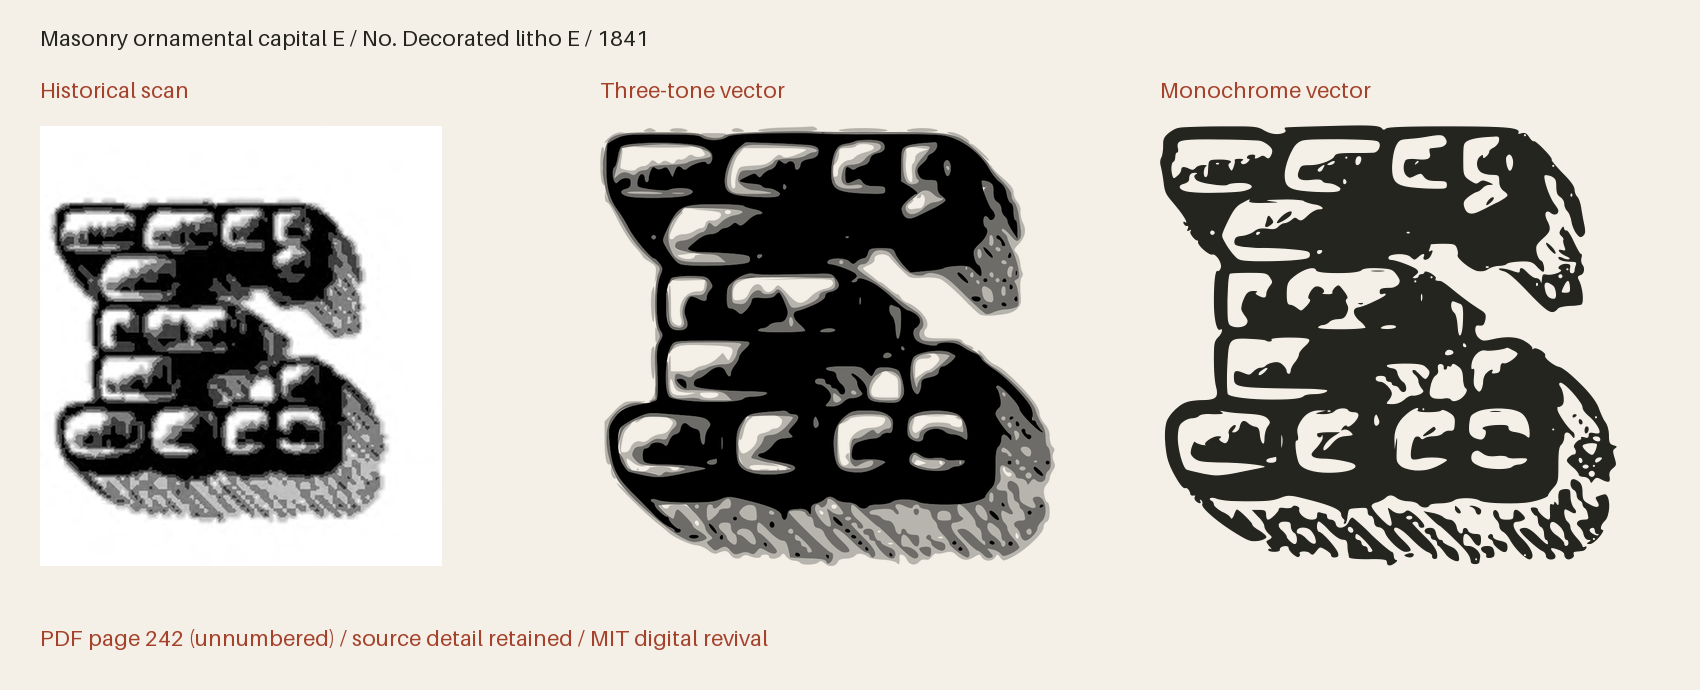 Masonry ornamental capital E / No. Decorated litho E / 1841
Historical scan
Three-tone vector
Monochrome vector
PDF page 242 (unnumbered) / source detail retained / MIT digital revival